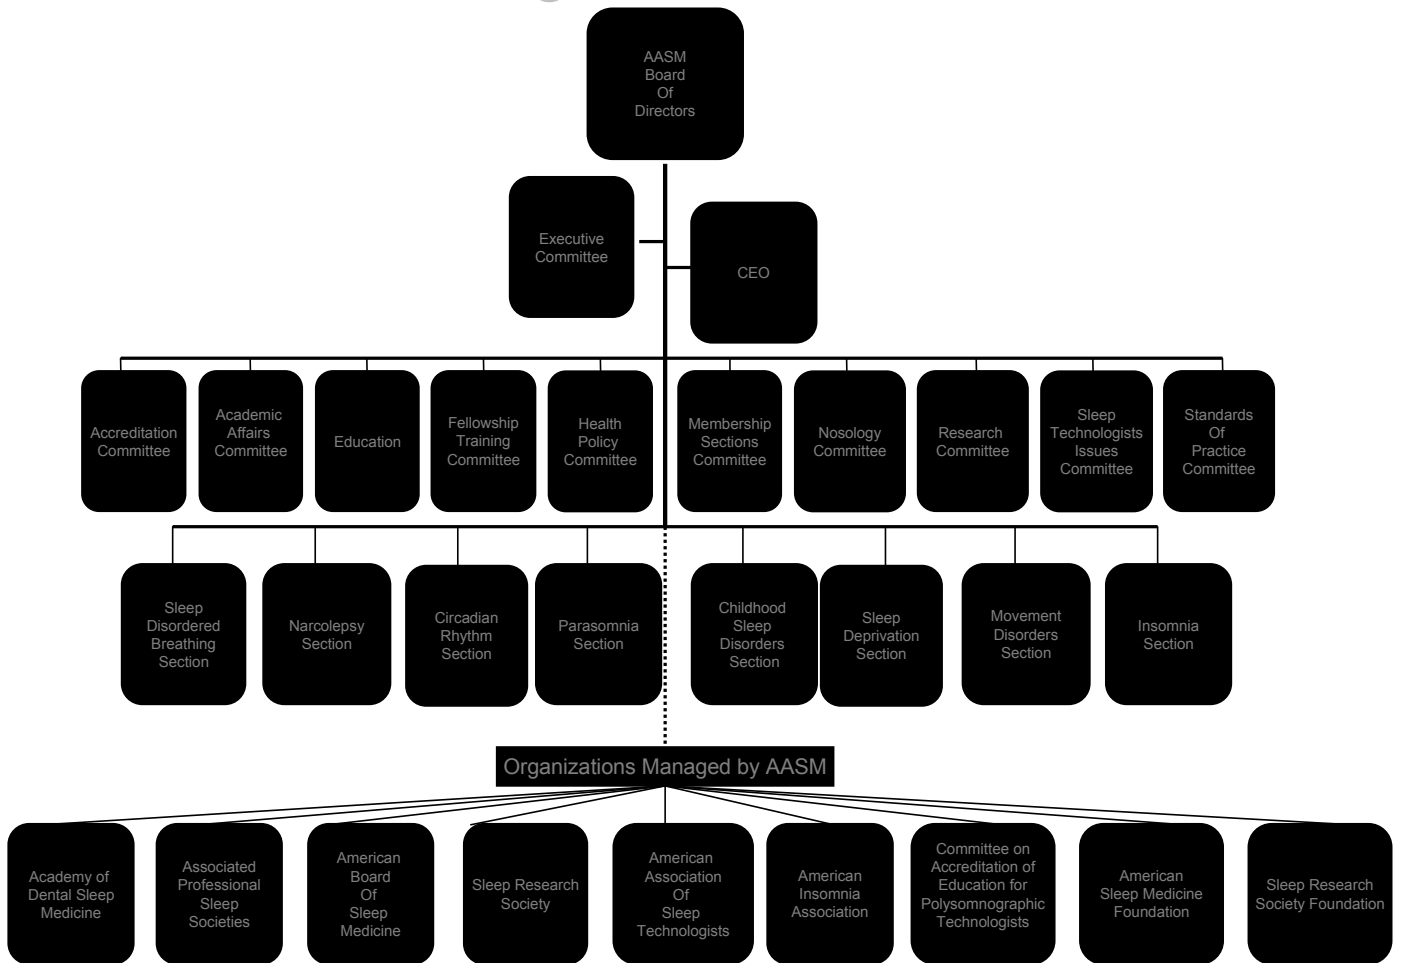 AASM
Board
Of
Directors
Executive
Committee
CEO
Accreditation
Committee
Academic
Affairs
Committee
Education
Fellowship
Training
Committee
Health
Policy
Committee
Membership
Sections
Committee
Nosology
Committee
Research
Committee
Sleep
Technologists
Issues
Committee
Standards
Of
Practice
Committee
Sleep
Disordered
Breathing
Section
Narcolepsy
Section
Circadian
Rhythm
Section
Parasomnia
Section
Childhood
Sleep
Disorders
Section
Sleep
Deprivation
Section
Movement
Disorders
Section
Insomnia
Section
Organizations Managed by AASM
Academy of
Dental Sleep
Medicine
Associated
Professional
Sleep
Societies
American
Board
Of
Sleep
Medicine
Sleep Research
Society
American
Association
Of
Sleep
Technologists
American
Insomnia
Association
Committee on
Accreditation of
Education for
Polysomnographic
Technologists
American
Sleep Medicine
Foundation
Sleep Research
Society Foundation